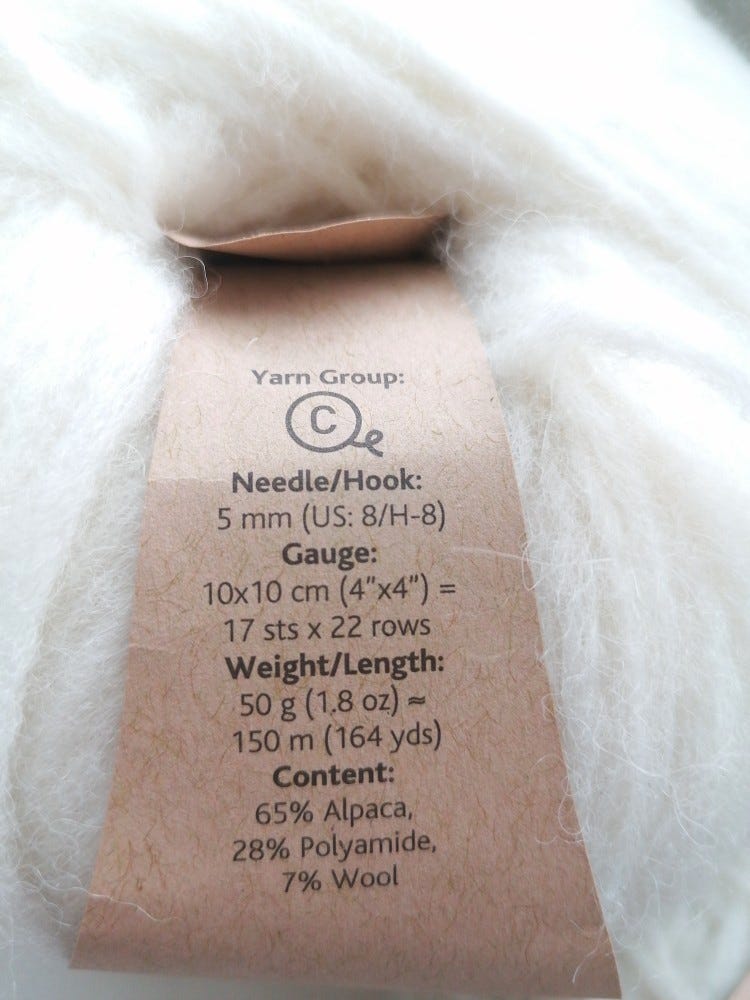 Yarn Group:
C
Needle/Hook:
5 mm (US: 8/H-8)
Gauge:
10x10 cm (4”x4”) =
17 sts x 22 rows
Weight/Length:
50 g (1.8 oz) ≈
150 m (164 yds)
Content:
65% Alpaca,
28% Polyamide,
7% Wool